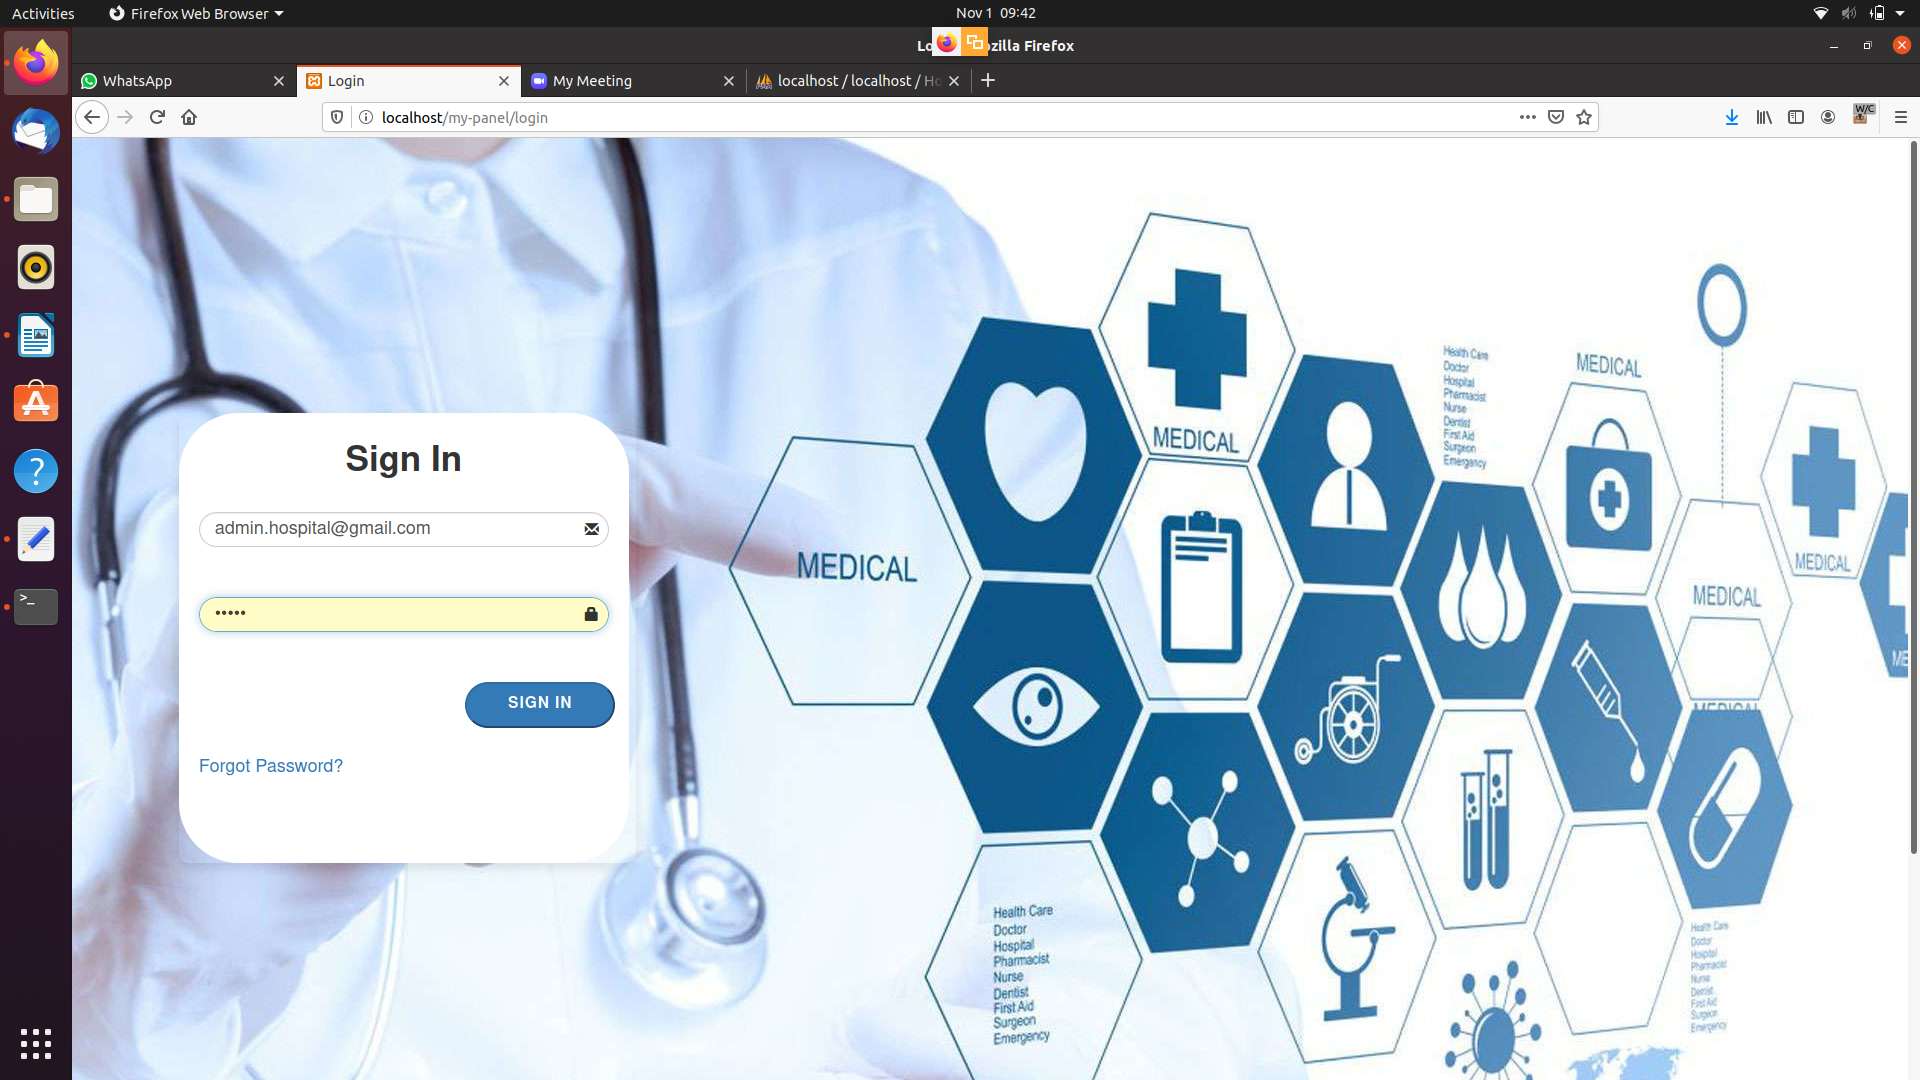 Activities
Firefox Web Browser
Nov 1 09:42
zilla Firefox
WhatsApp
Login
My Meeting
localhost / localhost / Ho
W/C
localhost/my-panel/login
Sign In
admin.hospital@gmail.com
•••••
SIGN IN
Forgot Password?
MEDICAL
MEDICAL
Health Care
Doctor
Hospital
Pharmacist
Nurse
Dentist
First Aid
Surgeon
Emergency
MEDICAL
MEDICAL
MEDICAL
MEDICAL
Health Care
Doctor
Hospital
Pharmacist
Nurse
Dentist
First Aid
Surgeon
Emergency
Health Care
Doctor
Hospital
Pharmacist
Nurse
Dentist
First Aid
Surgeon
Emergency